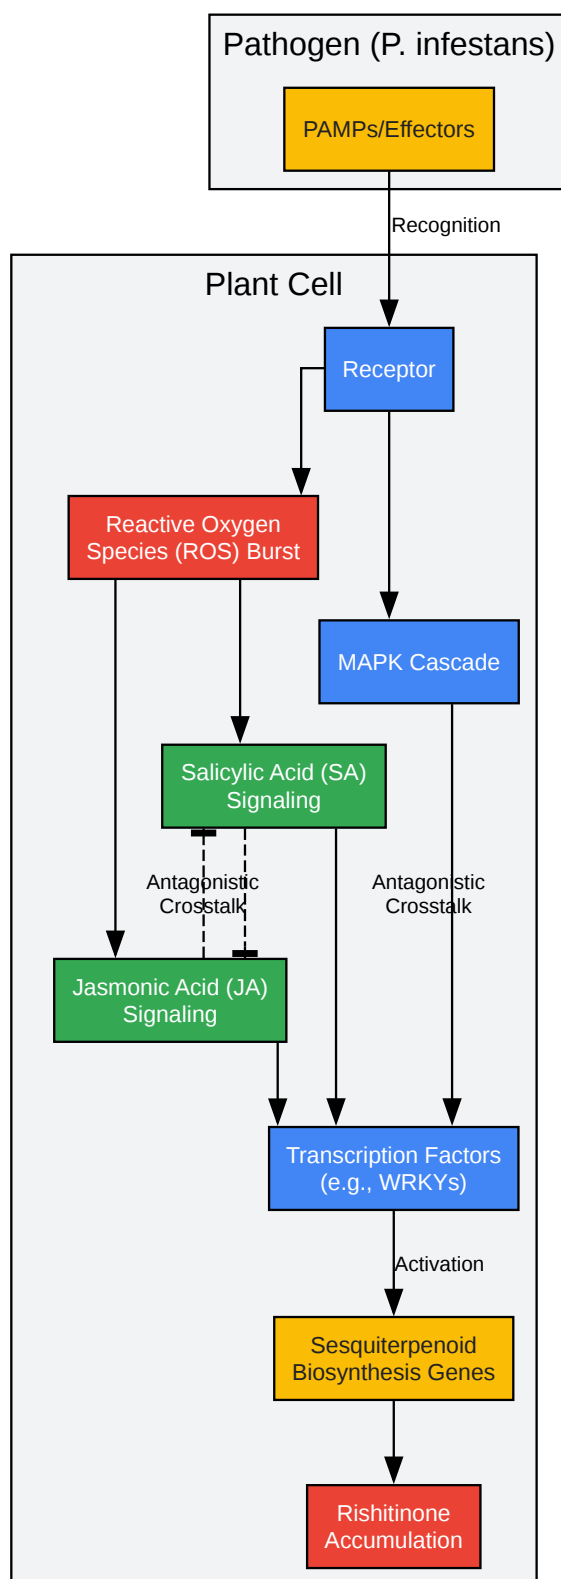 Pathogen (P. infestans)
PAMPs/Effectors
Recognition
Plant Cell
Receptor
Reactive Oxygen
Species (ROS) Burst
MAPK Cascade
Salicylic Acid (SA)
Signaling
Antagonistic
Crosstalk
Antagonistic
Crosstalk
Jasmonic Acid (JA)
Signaling
Transcription Factors
(e.g., WRKYs)
Activation
Sesquiterpenoid
Biosynthesis Genes
Rishitinone
Accumulation